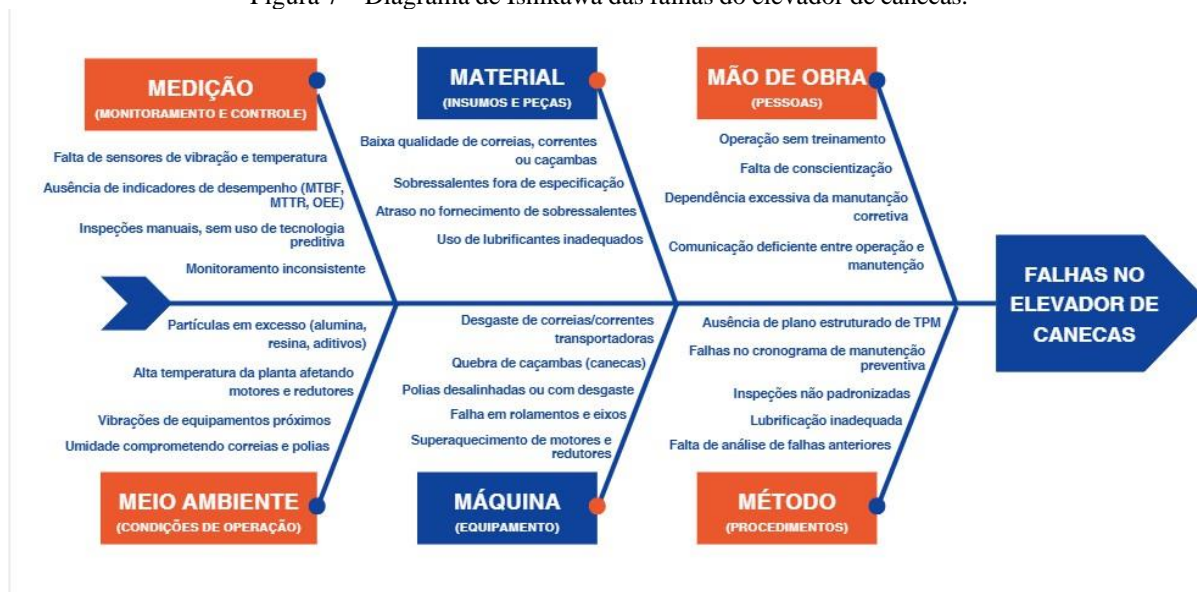 Figura 7 – Diagrama de Ishikawa das falhas do elevador de canecas.
MEDIÇÃO
(MONITORAMENTO E CONTROLE)
Falta de sensores de vibração e temperatura
Ausência de indicadores de desempenho (MTBF,
MTTR, OEE)
Inspeções manuais, sem uso de tecnologia
preditiva
Monitoramento inconsistente
MATERIAL
(INSUMOS E PEÇAS)
Baixa qualidade de correias, correntes
ou caçambas
Sobressalentes fora de especificação
Atraso no fornecimento de sobressalentes
Uso de lubrificantes inadequados
MÃO DE OBRA
(PESSOAS)
Operação sem treinamento
Falta de conscientização
Dependência excessiva da manutanção
corretiva
Comunicação deficiente entre operação e
manutenção
FALHAS NO
ELEVADOR DE
CANECAS
Partículas em excesso (alumina,
resina, aditivos)
Alta temperatura da planta afetando
motores e redutores
Vibrações de equipamentos próximos
Umidade comprometendo correias e polias
MEIO AMBIENTE
(CONDIÇÕES DE OPERAÇÃO)
Desgaste de correias/correntes
transportadoras
Quebra de caçambas (canecas)
Polias desalinhadas ou com desgaste
Falha em rolamentos e eixos
Superaquecimento de motores e
redutores
MÁQUINA
(EQUIPAMENTO)
Ausência de plano estruturado de TPM
Falhas no cronograma de manutenção
preventiva
Inspeções não padronizadas
Lubrificação inadequada
Falta de análise de falhas anteriores
MÉTODO
(PROCEDIMENTOS)